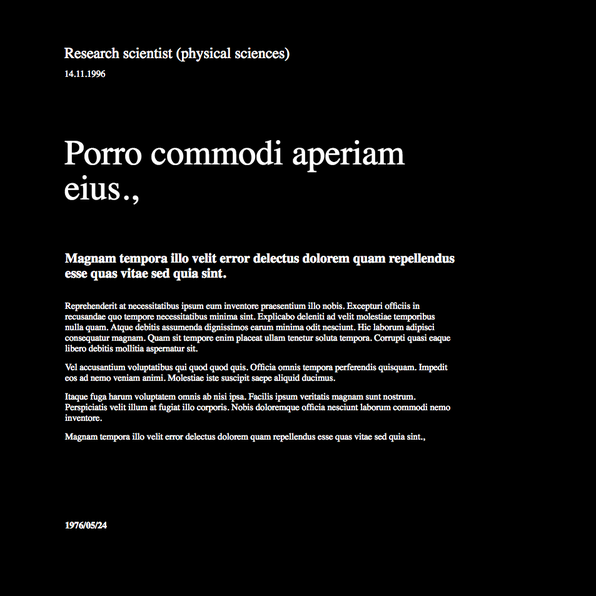 Research scientist (physical sciences)
14.11.1996
Porro commodi aperiam
eius.,
Magnam tempora illo velit error delectus dolorem quam repellendus
esse quas vitae sed quia sint.
Reprehenderit at necessitatibus ipsum eum inventore praesentium illo nobis. Excepturi officiis in
recusandae quo tempore necessitatibus minima sint. Explicabo deleniti ad velit molestiae temporibus
nulla quam. Atque debitis assumenda dignissimos earum minima odit nesciunt. Hic laborum adipisci
consequatur magnam. Quam sit tempore enim placeat ullam tenetur soluta tempora. Corrupti quasi eaque
libero debitis mollitia aspernatur sit.
Vel accusantium voluptatibus qui quod quod quis. Officia omnis tempora perferendis quisquam. Impedit
eos ad nemo veniam animi. Molestiae iste suscipit saepe aliquid ducimus.
Itaque fuga harum voluptatem omnis ab nisi ipsa. Facilis ipsum veritatis magnam sunt nostrum.
Perspiciatis velit illum at fugiat illo corporis. Nobis doloremque officia nesciunt laborum commodi nemo
inventore.
Magnam tempora illo velit error delectus dolorem quam repellendus esse quas vitae sed quia sint.,
1976/05/24